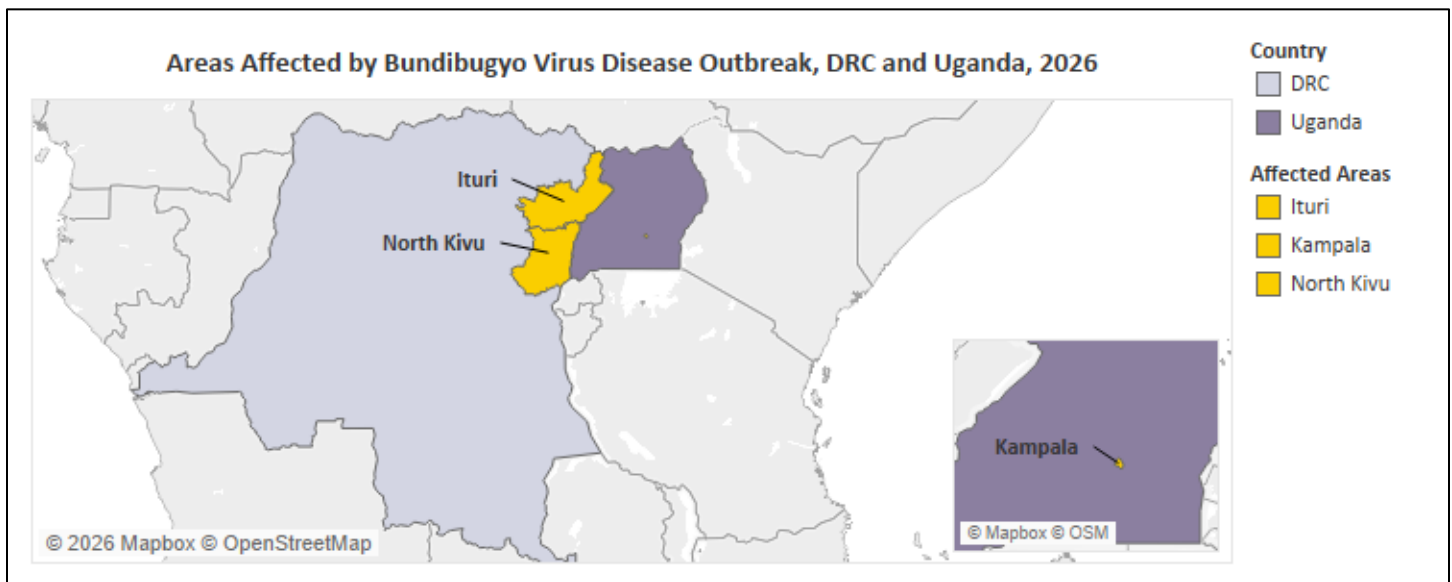 Areas Affected by Bundibugyo Virus Disease Outbreak, DRC and Uganda, 2026
Country
DRC
Uganda
Affected Areas
Ituri
Kampala
North Kivu
Ituri
North Kivu
Kampala
© 2026 Mapbox © OpenStreetMap
© Mapbox © OSM